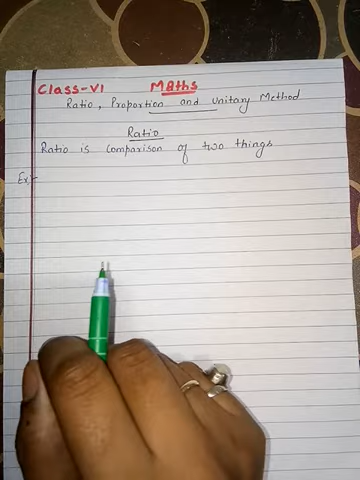 Class-VI Maths
Ratio, Proportion and Unitary Method
Ratio
Ratio is comparison of two things
Ex:-